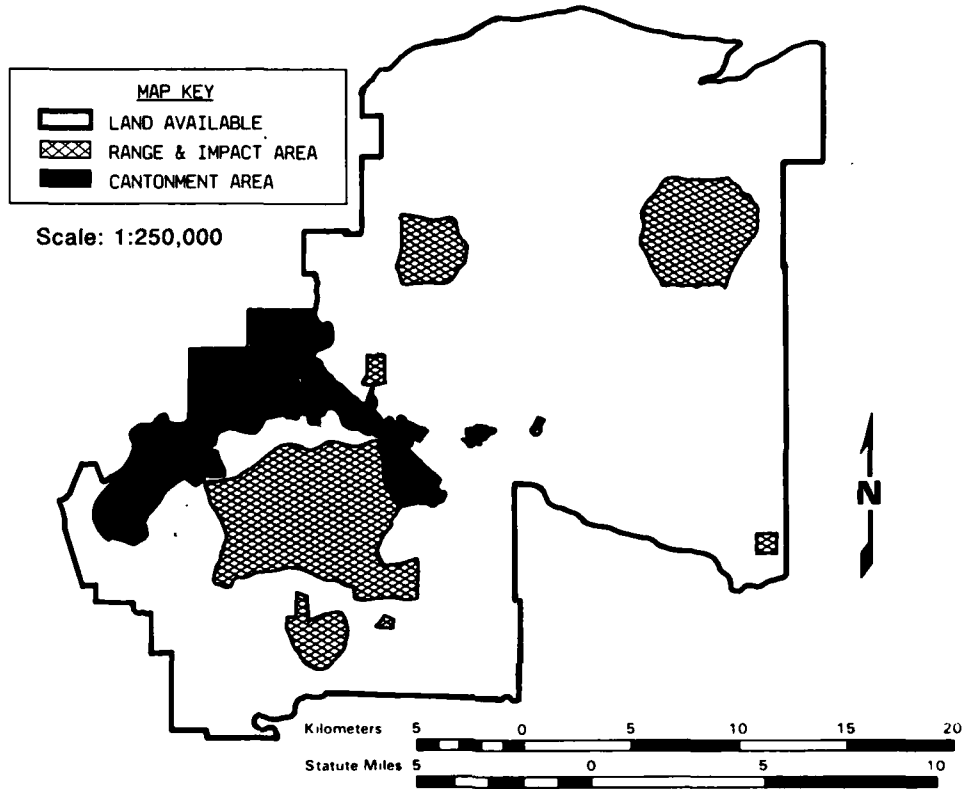 MAP KEY
LAND AVAILABLE
RANGE & IMPACT AREA
CANTONMENT AREA
Scale: 1:250,000
N
Kilometers 5 0 5 10 15 20
Statute Miles 5 0 5 10